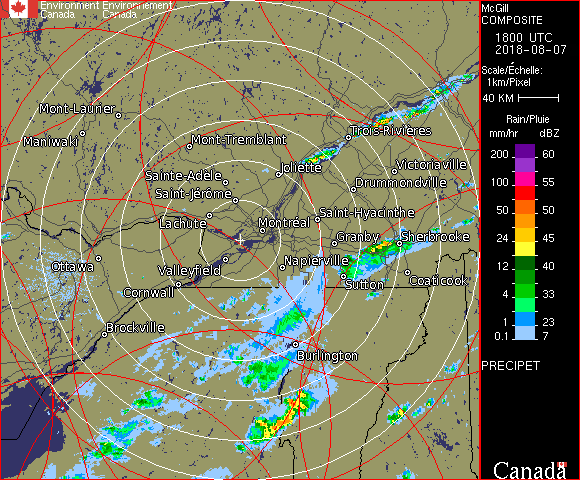 Environment Environnement
Canada Canada
McGill
COMPOSITE
1800 UTC
2018-08-07
Scale/Échelle:
1km/Pixel
40 KM
Rain/Pluie
mm/hr dBZ
200 60
100 55
50 50
24 45
12 40
4 33
1 23
0.1 7
PRECIPET
Canada
Mont-Laurier
Maniwaki
Mont-Tremblant
Trois-Rivières
Sainte-Adèle
Joliette
Victoriaville
Saint-Jérôme
Drummondville
Lachute
Montréal
Saint-Hyacinthe
Granby
Sherbrooke
Ottawa
Valleyfield
Napierville
Cornwall
Sutton
Coaticook
Brockville
Burlington